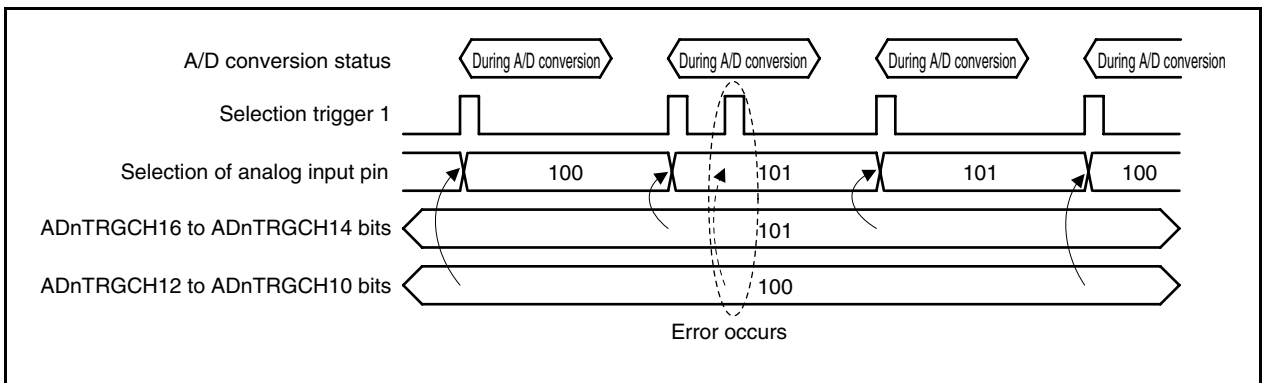 A/D conversion status During A/D conversion During A/D conversion During A/D conversion During A/D conversion
Selection trigger 1
Selection of analog input pin 100 101 101 100
ADnTRGCH16 to ADnTRGCH14 bits 101
ADnTRGCH12 to ADnTRGCH10 bits 100
Error occurs